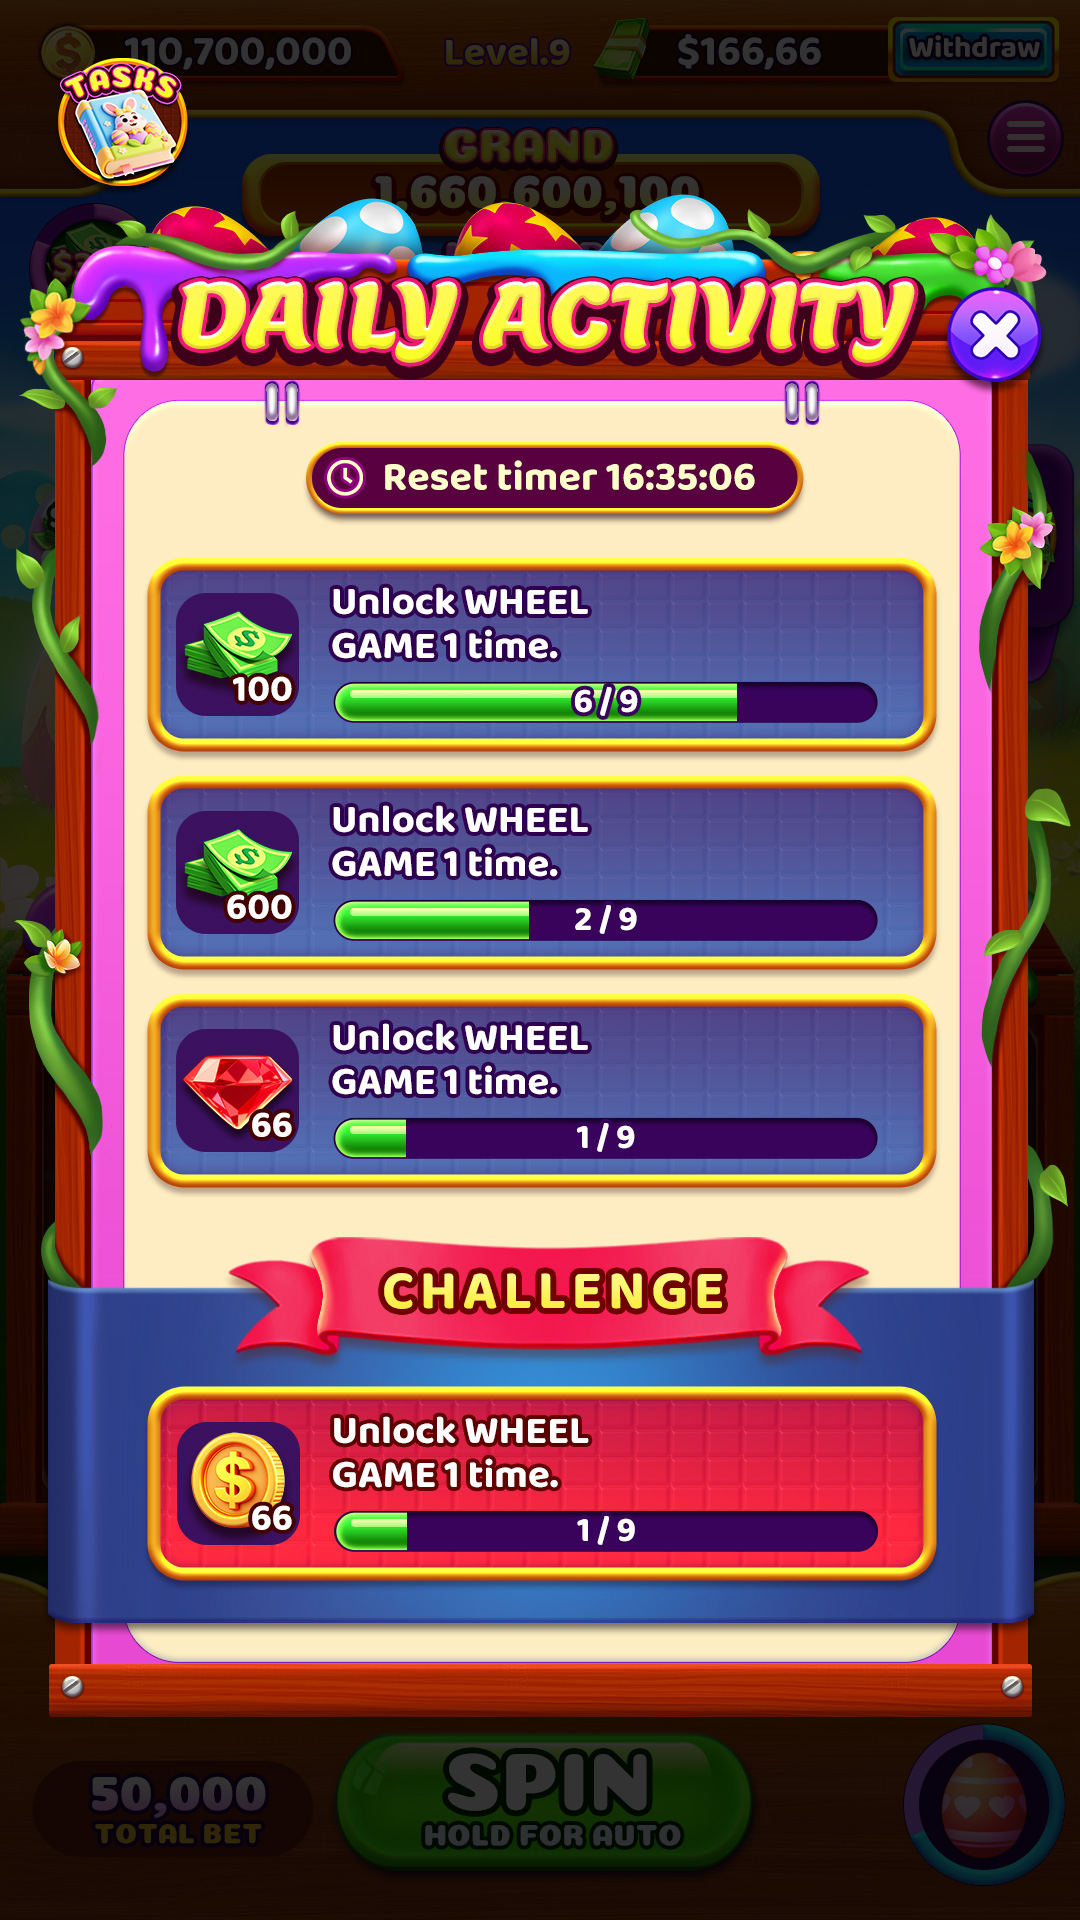 110,700,000
Level.9
$166,66
Withdraw
TASKS
GRAND
1,660,600,100
DAILY ACTIVITY
Reset timer 16:35:06
Unlock WHEEL
GAME 1 time.
100
6/9
Unlock WHEEL
GAME 1 time.
600
2/9
Unlock WHEEL
GAME 1 time.
66
1/9
CHALLENGE
Unlock WHEEL
GAME 1 time.
66
1/9
SPIN
HOLD FOR AUTO
50,000
TOTAL BET